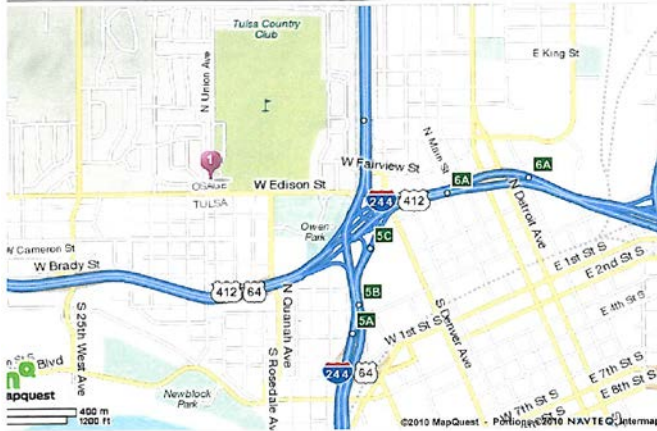 Tulsa Country
Club
E King St
N Union Ave
1
N Main St
W Fairview St
6A
6A
OSAGE
W Edison St
244
412
N Detroit Ave
TULSA
Owen
Park
5C
W Cameron St
W Brady St
E 1st St S
E 2nd St S
412
64
5B
E 4th St S
S 25th West Ave
N Quanah Ave
5A
W 1st St S
S Denver Ave
Blvd
244
64
E 7th St S
E 8th St S
mapquest
Newblock
Park
S Rosedale Av
W 7th St S
400 m
1200 ft
©2010 MapQuest - Portions ©2010 NAVTEQ, Intermap